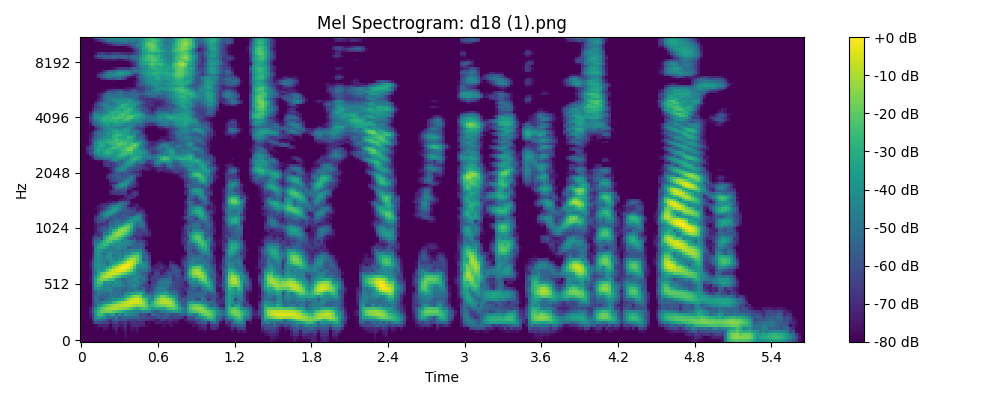 Mel Spectrogram: d18 (1).png
Hz
8192
4096
2048
1024
512
0
0 0.6 1.2 1.8 2.4 3 3.6 4.2 4.8 5.4
Time
+0 dB
-10 dB
-20 dB
-30 dB
-40 dB
-50 dB
-60 dB
-70 dB
-80 dB